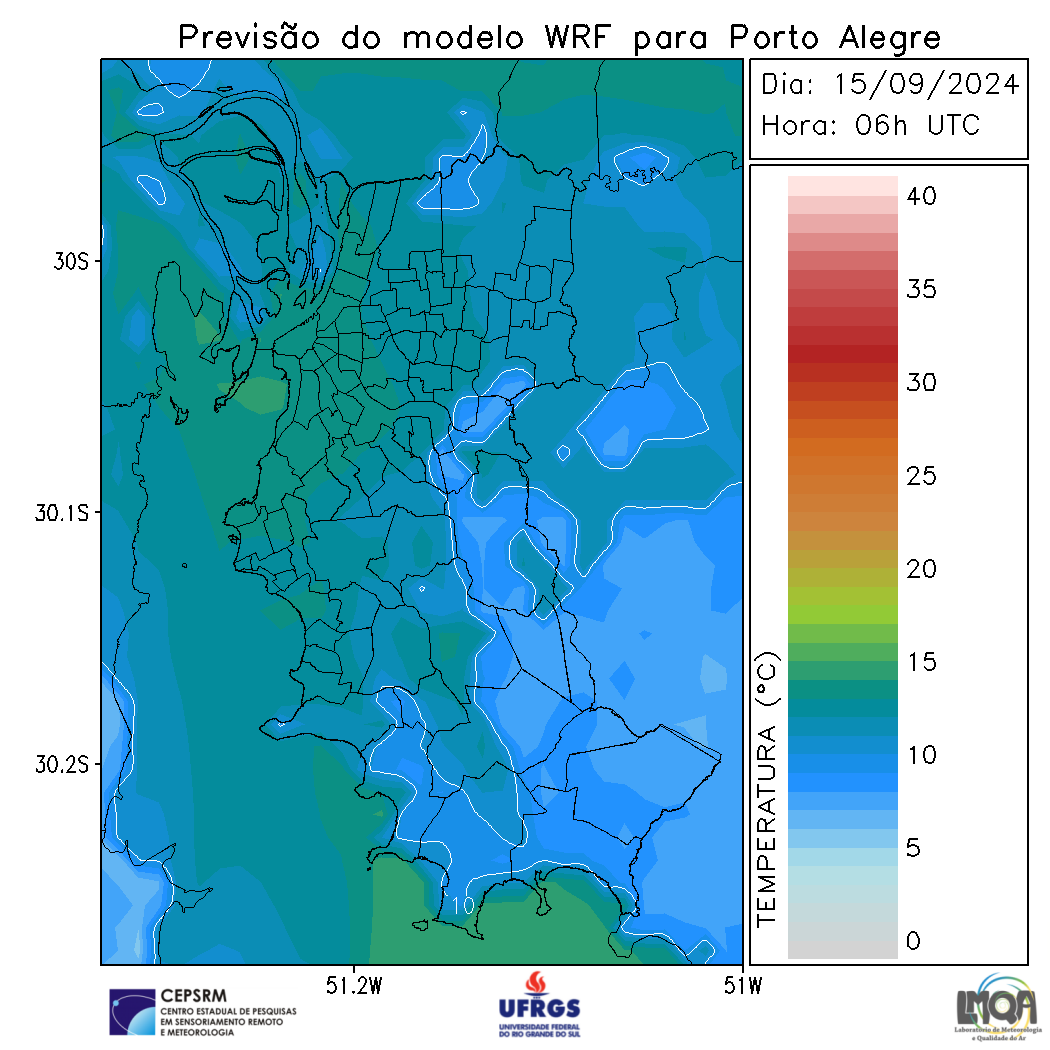 Previsão do modelo WRF para Porto Alegre
Dia: 15/09/2024
Hora: 06h UTC
40
35
30
25
20
15
10
5
0
TEMPERATURA (°C)
30S
30.1S
30.2S
10
51.2W
51W
CEPSRM
CENTRO ESTADUAL DE PESQUISAS
EM SENSORIAMENTO REMOTO
E METEOROLOGIA
UFRGS
UNIVERSIDADE FEDERAL
DO RIO GRANDE DO SUL
LMQA
Laboratório de Meteorologia
e Qualidade do Ar